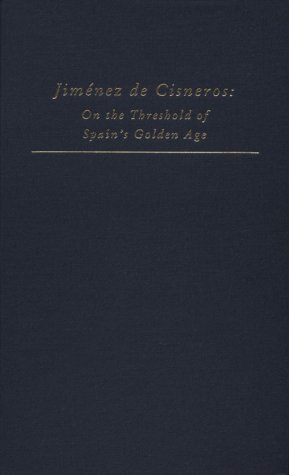 Jiménez de Cisneros:
On the Threshold of
Spain's Golden Age